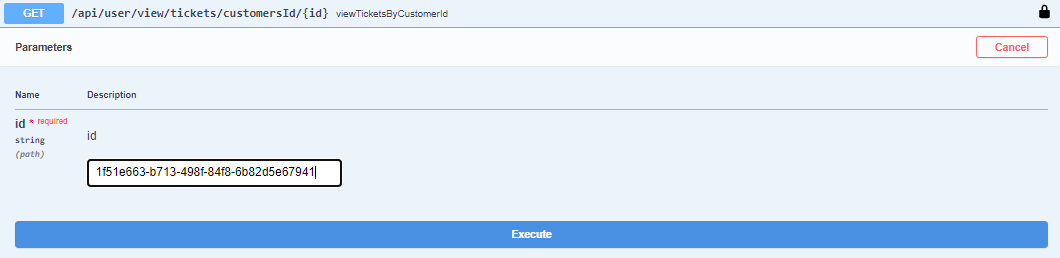 GET /api/user/view/tickets/customersId/{id} viewTicketsByCustomerId
Parameters
Cancel
Name Description
id * required
string
(path)
id
1f51e663-b713-498f-84f8-6b82d5e67941
Execute